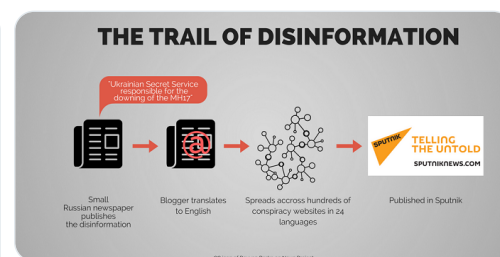 THE TRAIL OF DISINFORMATION
"Ukrainian Secret Service
responsible for the
downing of the MH17"
@
SPUTNIK
TELLING
THE UNTOLD
SPUTNIKNEWS.COM
Small
Russian newspaper
publishes
the disinformation
Blogger translates
to English
Spreads accross hundreds of
conspiracy websites in 24
languages
Published in Sputnik